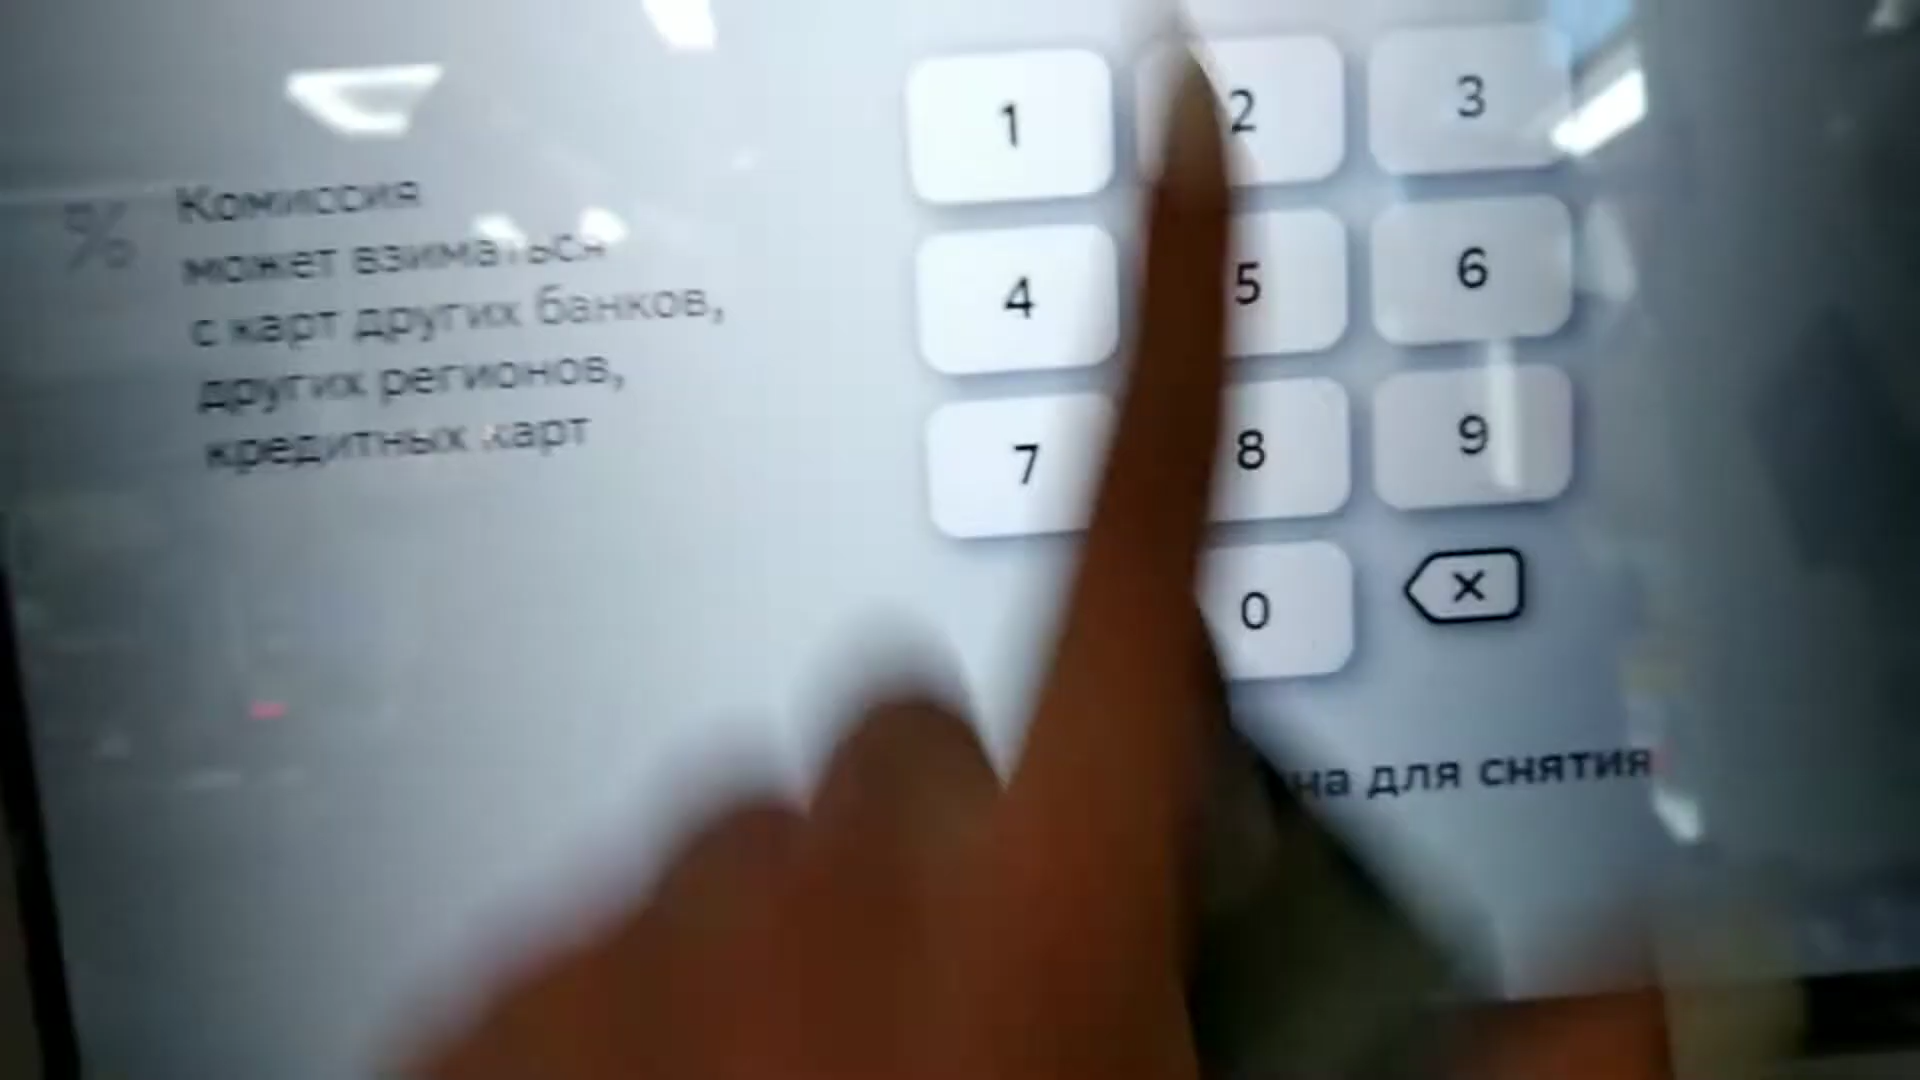 %
Комиссия
может взиматься
с карт других банков,
других регионов,
кредитных карт
1 2 3
4 5 6
7 8 9
0
для снятия